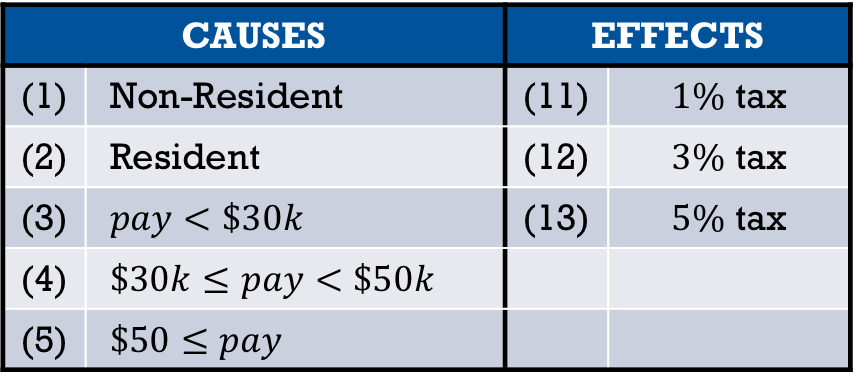 CAUSES EFFECTS
(1) Non-Resident (11) 1% tax
(2) Resident (12) 3% tax
(3) pay < $30k (13) 5% tax
(4) $30k ≤ pay < $50k
(5) $50 ≤ pay